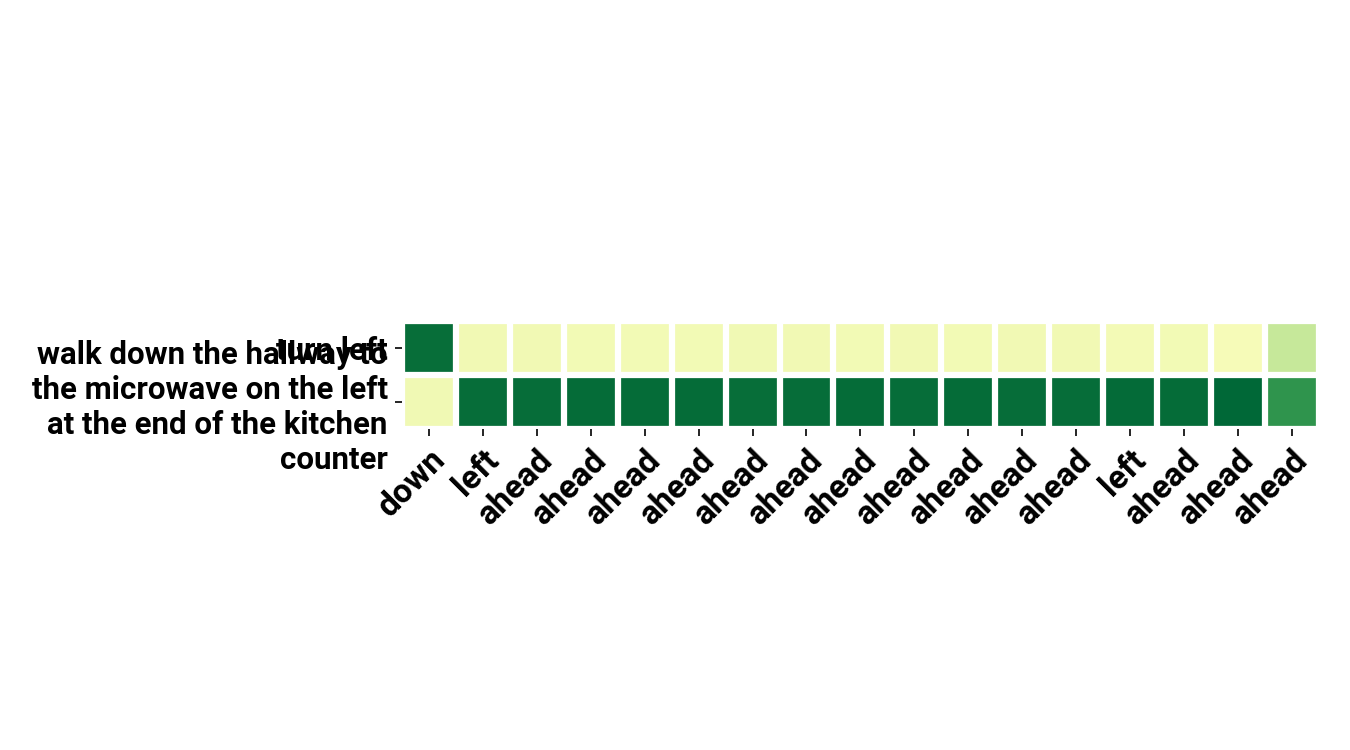 turn left
walk down the hallway to
the microwave on the left
at the end of the kitchen
counter
down
left
ahead
ahead
ahead
ahead
ahead
ahead
ahead
ahead
ahead
ahead
ahead
left
ahead
ahead
ahead